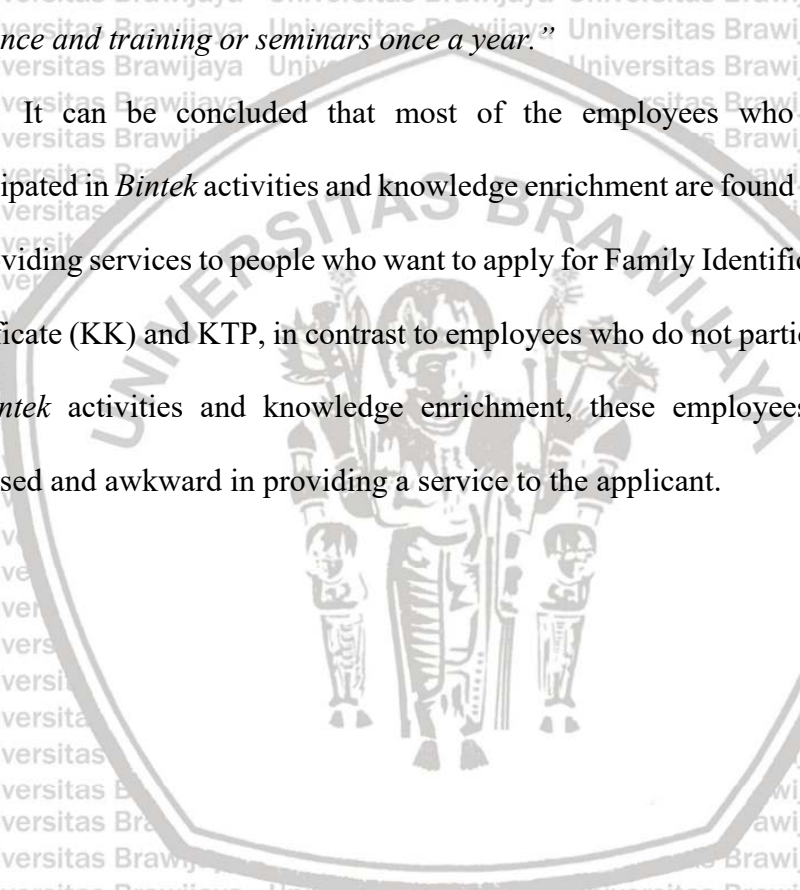 nce and training or seminars once a year.”
It can be concluded that most of the employees who
ipated in Bintek activities and knowledge enrichment are found
oviding services to people who want to apply for Family Identific
ficate (KK) and KTP, in contrast to employees who do not partic
ntek activities and knowledge enrichment, these employees
sed and awkward in providing a service to the applicant.
UNIVERSITAS BRAWIJAYA